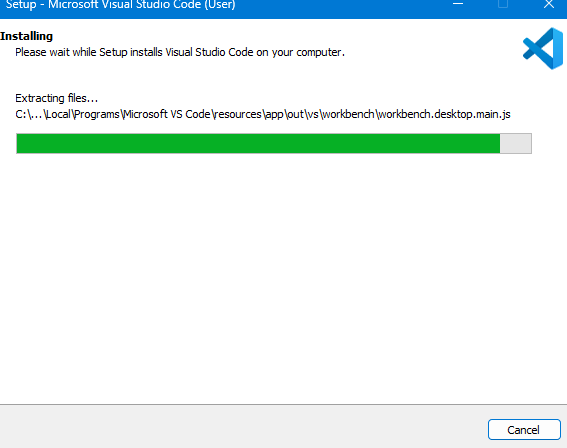 Setup - Microsoft Visual Studio Code (User)
Installing
Please wait while Setup installs Visual Studio Code on your computer.
Extracting files...
C:\...\Local\Programs\Microsoft VS Code\resources\app\out\vs\workbench\workbench.desktop.main.js
Cancel